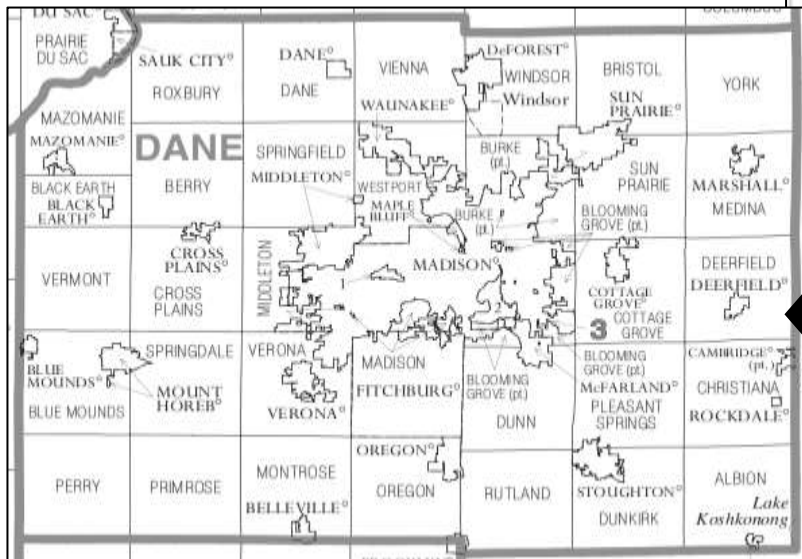 DU SAC
PRAIRIE
DU SAC
SAUK CITY°
ROXBURY
DANE°
DANE
VIENNA
WAUNAKEE°
DeFOREST°
WINDSOR
Windsor
BRISTOL
SUN
PRAIRIE°
YORK
MAZOMANIE
MAZOMANIE°
DANE
BERRY
SPRINGFIELD
MIDDLETON°
WESTPORT
MAPLE
BLUFF°
BURKE
(pt.)
BURKE
(pt.)
SUN
PRAIRIE
MARSHALL°
MEDINA
BLACK EARTH
BLACK
EARTH°
BLOOMING
GROVE (pt.)
VERMONT
CROSS
PLAINS°
CROSS
PLAINS
MIDDLETON
1
MADISON°
2
COTTAGE
GROVE°
3
COTTAGE
GROVE
DEERFIELD
DEERFIELD°
BLUE
MOUNDS°
BLUE MOUNDS
SPRINGDALE
MOUNT
HOREB°
VERONA
VERONA°
MADISON
FITCHBURG°
BLOOMING
GROVE (pt.)
DUNN
BLOOMING
GROVE (pt.)
McFARLAND°
PLEASANT
SPRINGS
CAMBRIDGE°
(pt.)
CHRISTIANA
ROCKDALE°
PERRY
PRIMROSE
MONTROSE
BELLEVILLE°
OREGON°
OREGON
RUTLAND
STOUGHTON°
DUNKIRK
ALBION
Lake
Koshkonong